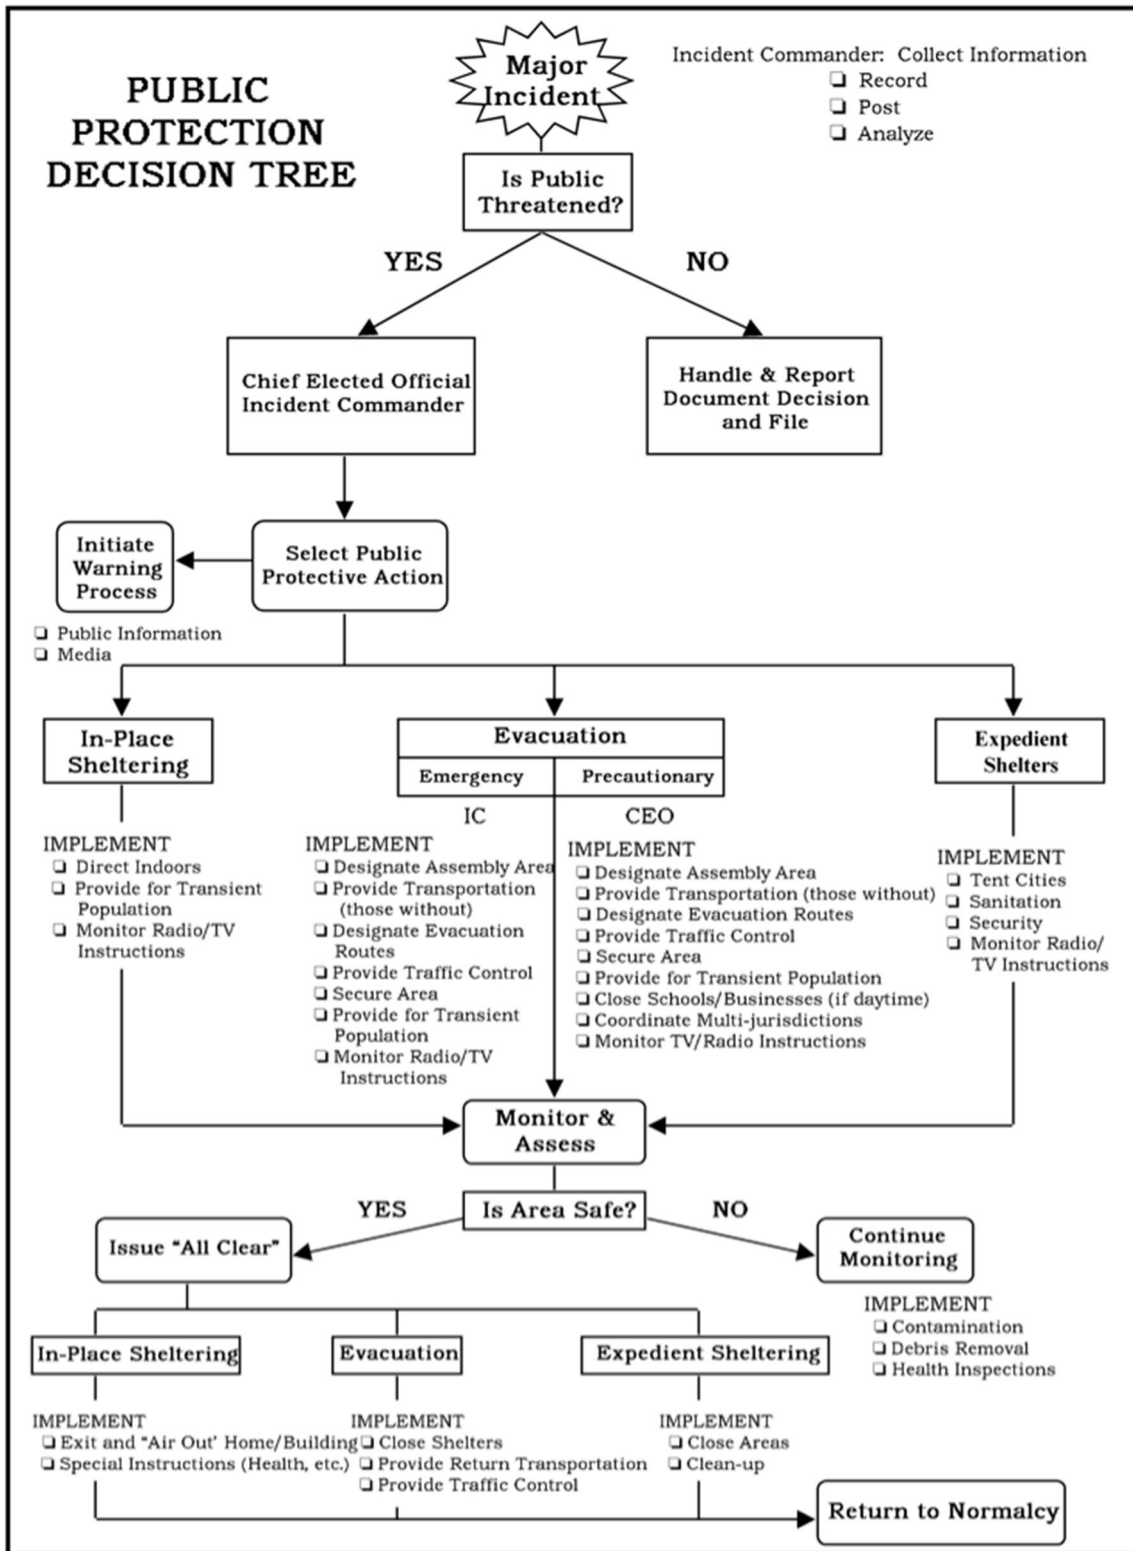 PUBLIC
PROTECTION
DECISION TREE
Major
Incident
Incident Commander: Collect Information
❏ Record
❏ Post
❏ Analyze
Is Public
Threatened?
YES
NO
Chief Elected Official
Incident Commander
Handle & Report
Document Decision
and File
Initiate
Warning
Process
Select Public
Protective Action
❏ Public Information
❏ Media
In-Place
Sheltering
Evacuation
Emergency
Precautionary
Expedient
Shelters
IC
CEO
IMPLEMENT
❏ Direct Indoors
❏ Provide for Transient
Population
❏ Monitor Radio/TV
Instructions
IMPLEMENT
❏ Designate Assembly Area
❏ Provide Transportation
(those without)
❏ Designate Evacuation
Routes
❏ Provide Traffic Control
❏ Secure Area
❏ Provide for Transient
Population
❏ Monitor Radio/TV
Instructions
IMPLEMENT
❏ Designate Assembly Area
❏ Provide Transportation (those without)
❏ Designate Evacuation Routes
❏ Provide Traffic Control
❏ Secure Area
❏ Provide for Transient Population
❏ Close Schools/Businesses (if daytime)
❏ Coordinate Multi-jurisdictions
❏ Monitor TV/Radio Instructions
IMPLEMENT
❏ Tent Cities
❏ Sanitation
❏ Security
❏ Monitor Radio/
TV Instructions
Monitor &
Assess
Is Area Safe?
YES
NO
Issue "All Clear"
Continue
Monitoring
IMPLEMENT
❏ Contamination
❏ Debris Removal
❏ Health Inspections
In-Place Sheltering
Evacuation
Expedient Sheltering
IMPLEMENT
❏ Exit and "Air Out' Home/Building
❏ Special Instructions (Health, etc.)
IMPLEMENT
❏ Close Shelters
❏ Provide Return Transportation
❏ Provide Traffic Control
IMPLEMENT
❏ Close Areas
❏ Clean-up
Return to Normalcy